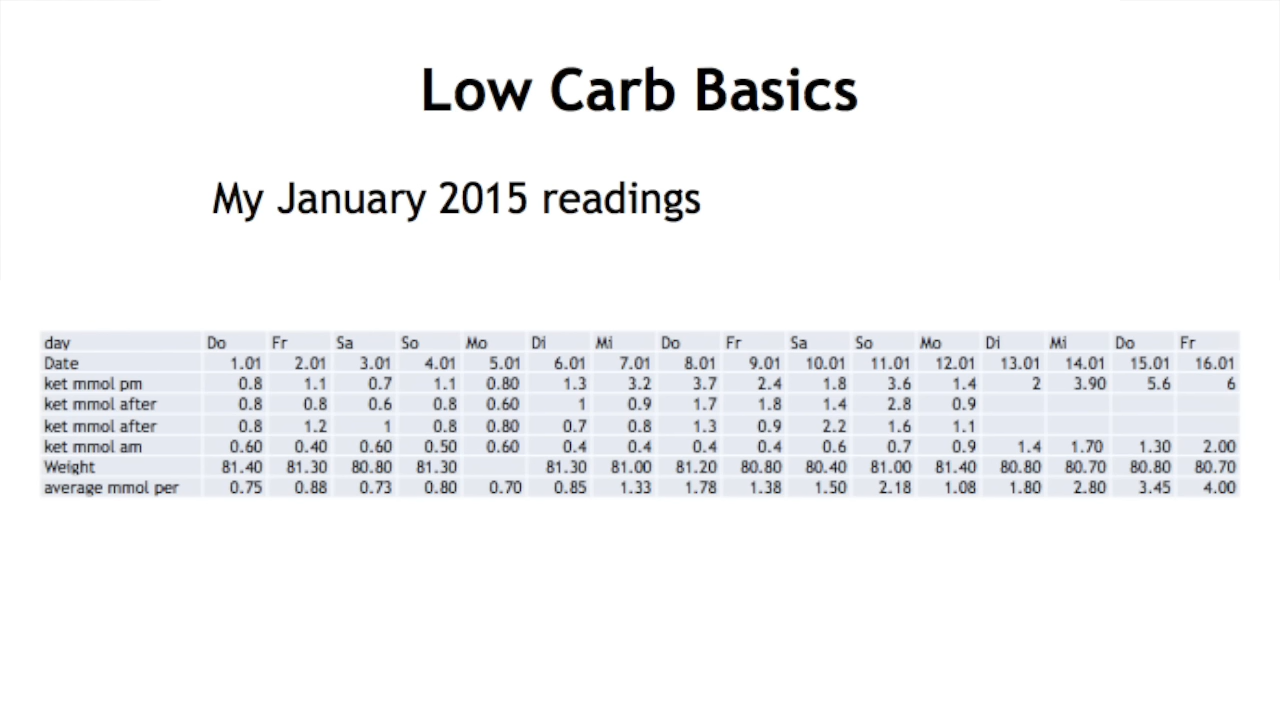 Low Carb Basics
My January 2015 readings
day Do Fr Sa So Mo Di Mi Do Fr Sa So Mo Di Mi Do Fr
Date 1.01 2.01 3.01 4.01 5.01 6.01 7.01 8.01 9.01 10.01 11.01 12.01 13.01 14.01 15.01 16.01
ket mmol pm 0.8 1.1 0.7 1.1 0.80 1.3 3.2 3.7 2.4 1.8 3.6 1.4 2 3.90 5.6 6
ket mmol after 0.8 0.8 0.6 0.8 0.60 1 0.9 1.7 1.8 1.4 2.8 0.9
ket mmol after 0.8 1.2 1 0.8 0.80 0.7 0.8 1.3 0.9 2.2 1.6 1.1
ket mmol am 0.60 0.40 0.60 0.50 0.60 0.4 0.4 0.4 0.4 0.6 0.7 0.9 1.4 1.70 1.30 2.00
Weight 81.40 81.30 80.80 81.30 81.30 81.00 81.20 80.80 80.40 81.00 81.40 80.80 80.70 80.80 80.70
average mmol per 0.75 0.88 0.73 0.80 0.70 0.85 1.33 1.78 1.38 1.50 2.18 1.08 1.80 2.80 3.45 4.00